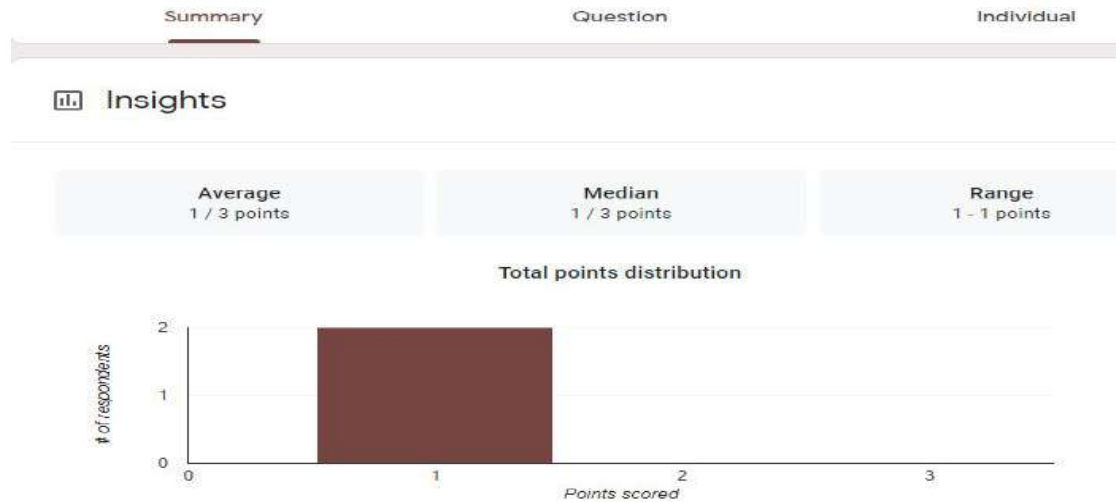 Summary Question Individual
Insights
Average Median Range
1 / 3 points 1 / 3 points 1 - 1 points
Total points distribution
2
# of respondents
1
0
0 1 2 3
Points scored